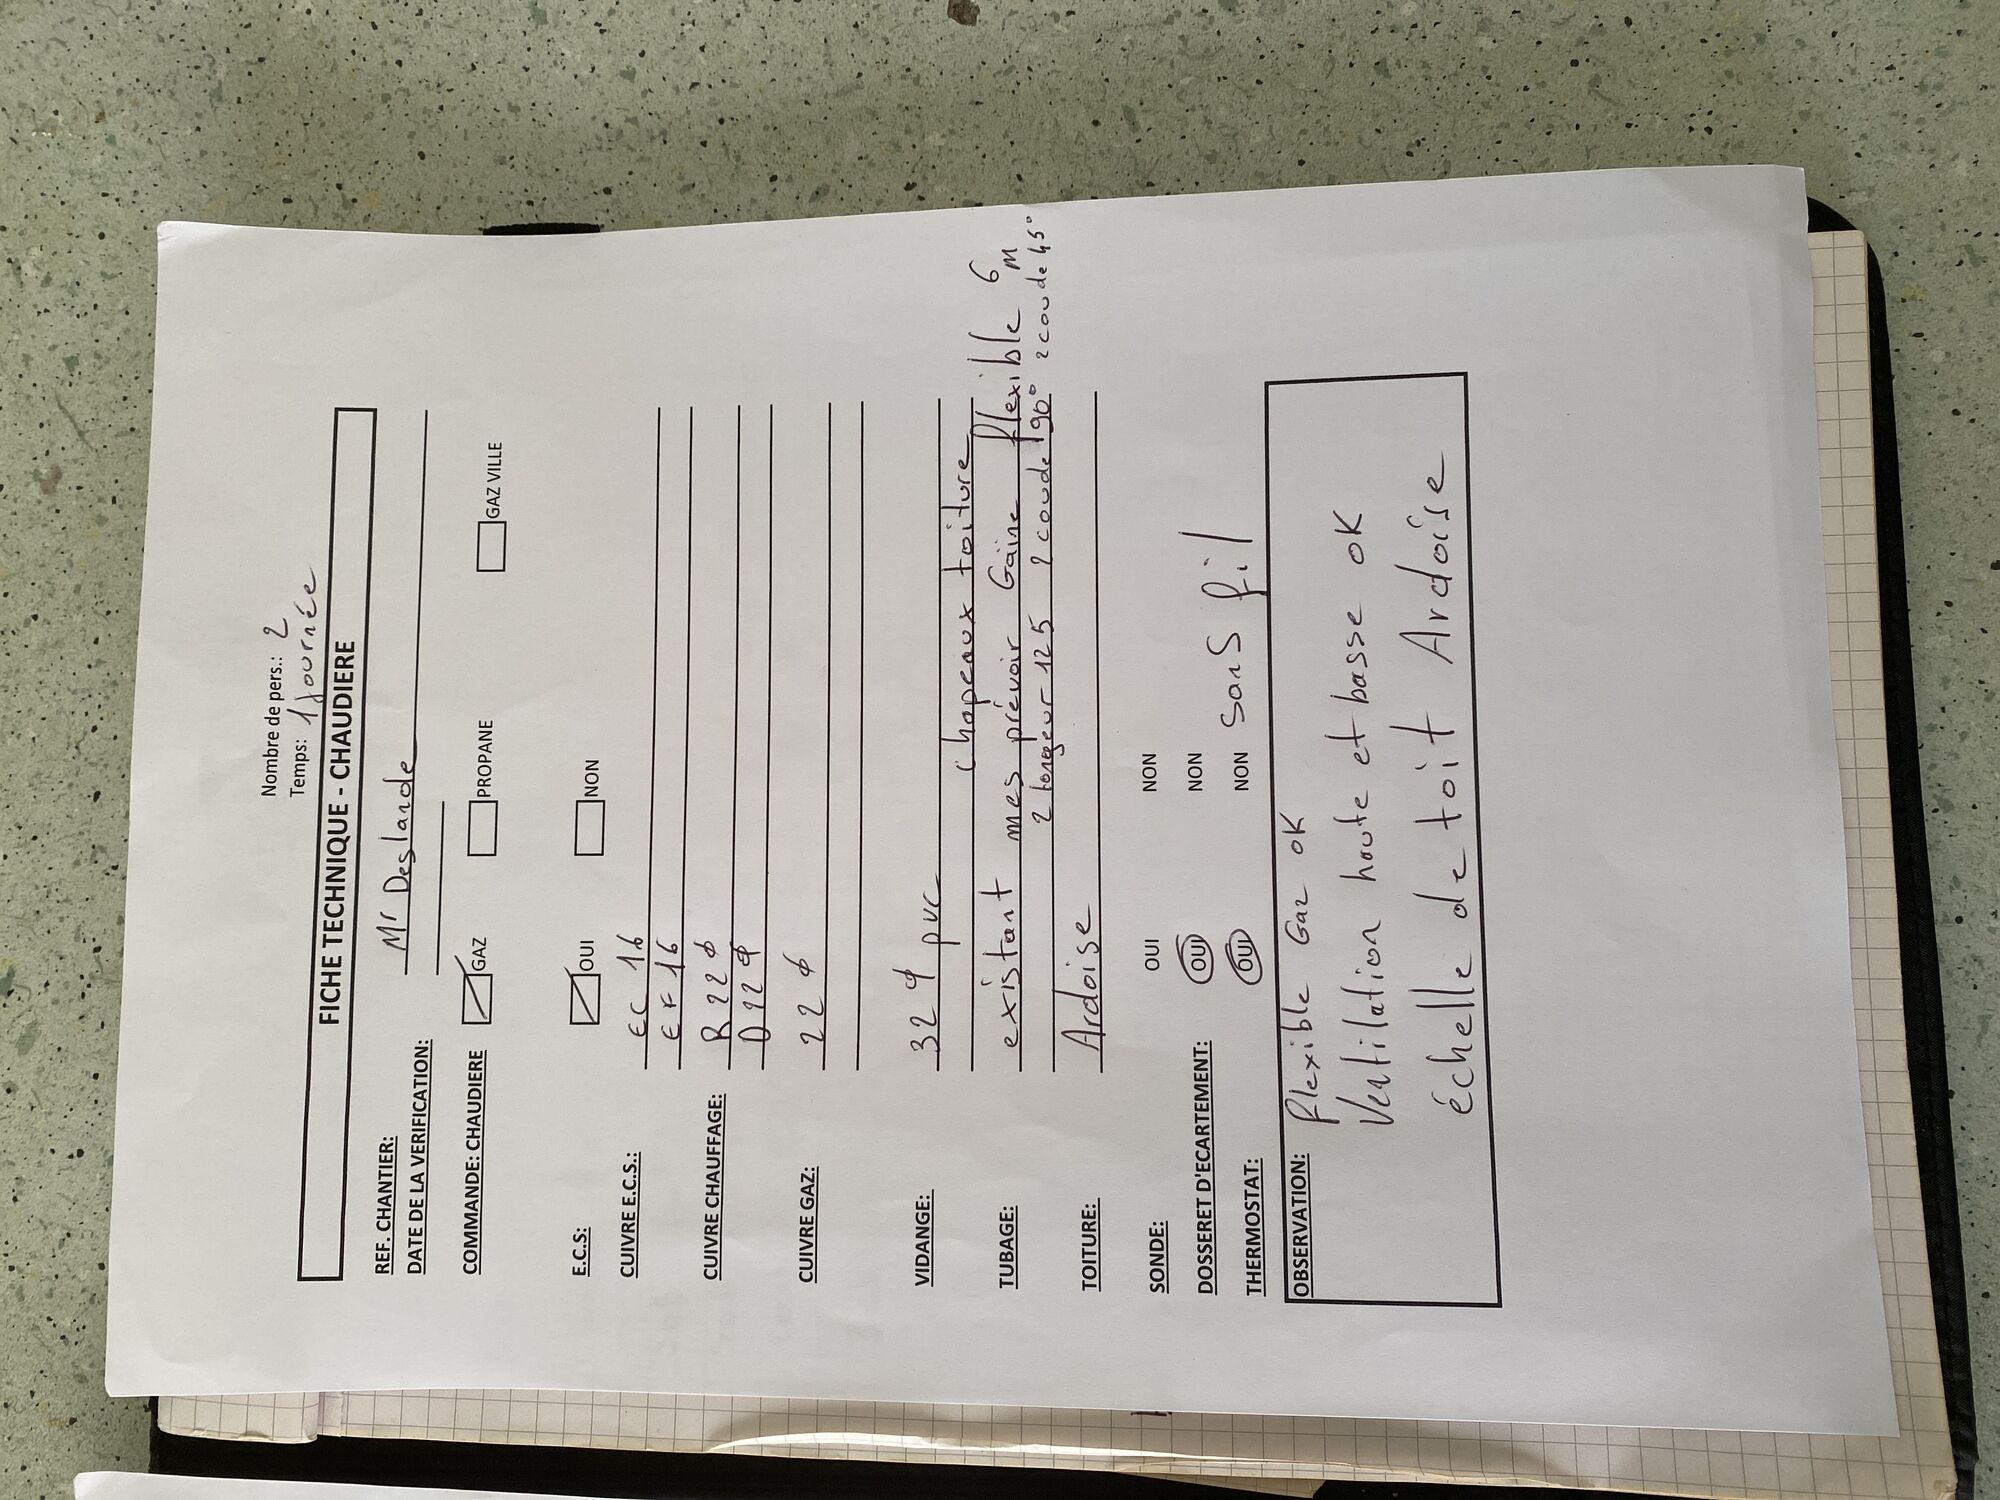 Nombre de pers.: 2
Temps: 1 journée
FICHE TECHNIQUE - CHAUDIERE
REF. CHANTIER: Mr Deslande
DATE DE LA VERIFICATION:
COMMANDE: CHAUDIERE GAZ PROPANE GAZ VILLE
E.C.S: OUI NON
CUIVRE E.C.S.: EC 16
EF 16
CUIVRE CHAUFFAGE: R 22 ϕ
D 22 ϕ
CUIVRE GAZ: 22 ϕ
VIDANGE: 32 ϕ pvc
chapeaux toiture
TUBAGE: existant mes prévoir Gaine flexible 6 m
2 longeur 125 2 coude 90° 2 coude 45°
TOITURE: Ardoise
SONDE: OUI NON
DOSSERET D'ECARTEMENT: OUI NON
THERMOSTAT: OUI NON sans fil
OBSERVATION: flexible Gaz OK
Ventilation haute et basse OK
échelle de toit Ardoise